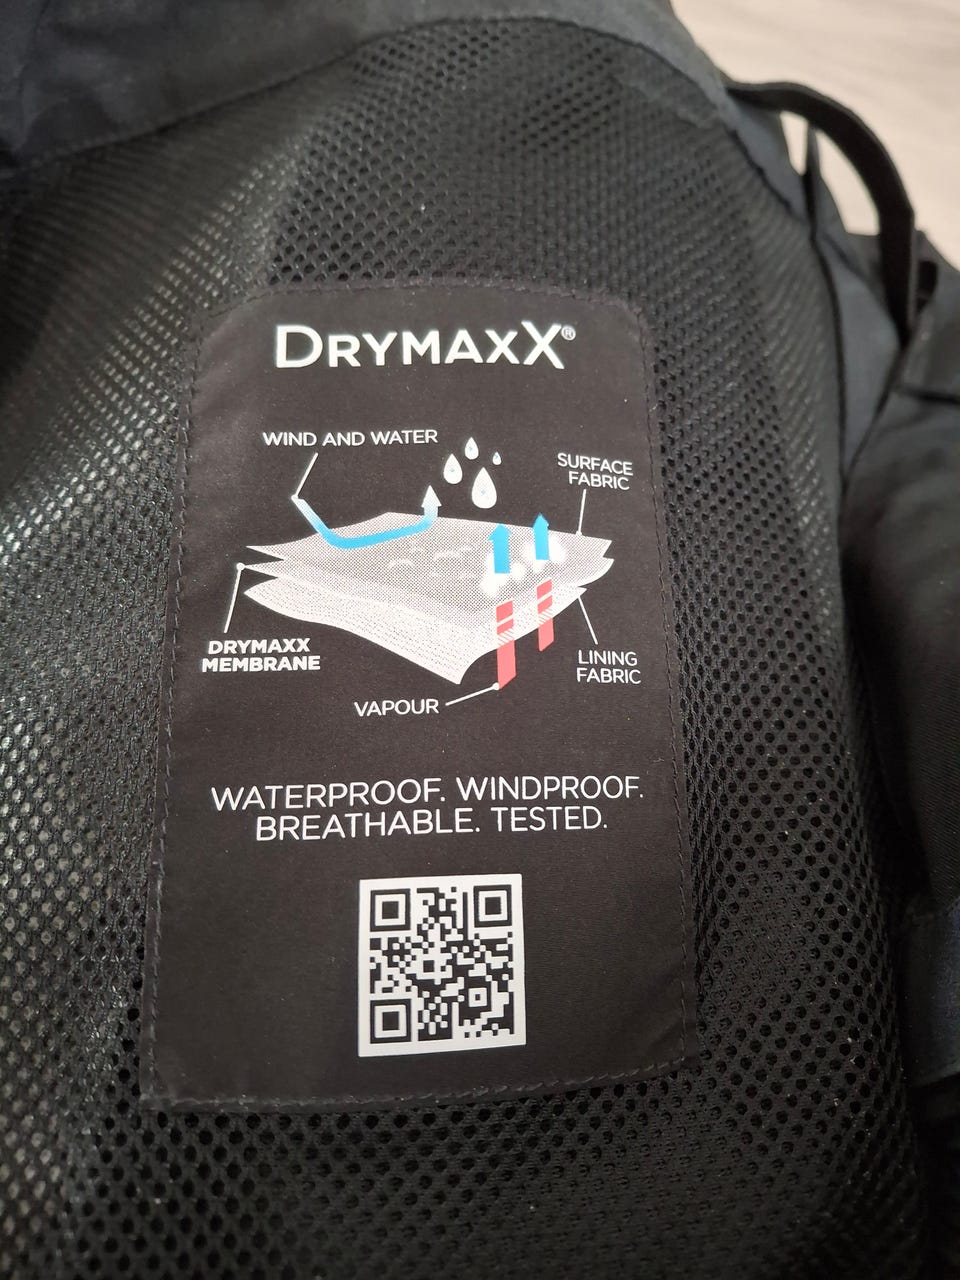 DRYMAXX®
WIND AND WATER
SURFACE
FABRIC
DRYMAXX
MEMBRANE
LINING
FABRIC
VAPOUR
WATERPROOF. WINDPROOF.
BREATHABLE. TESTED.